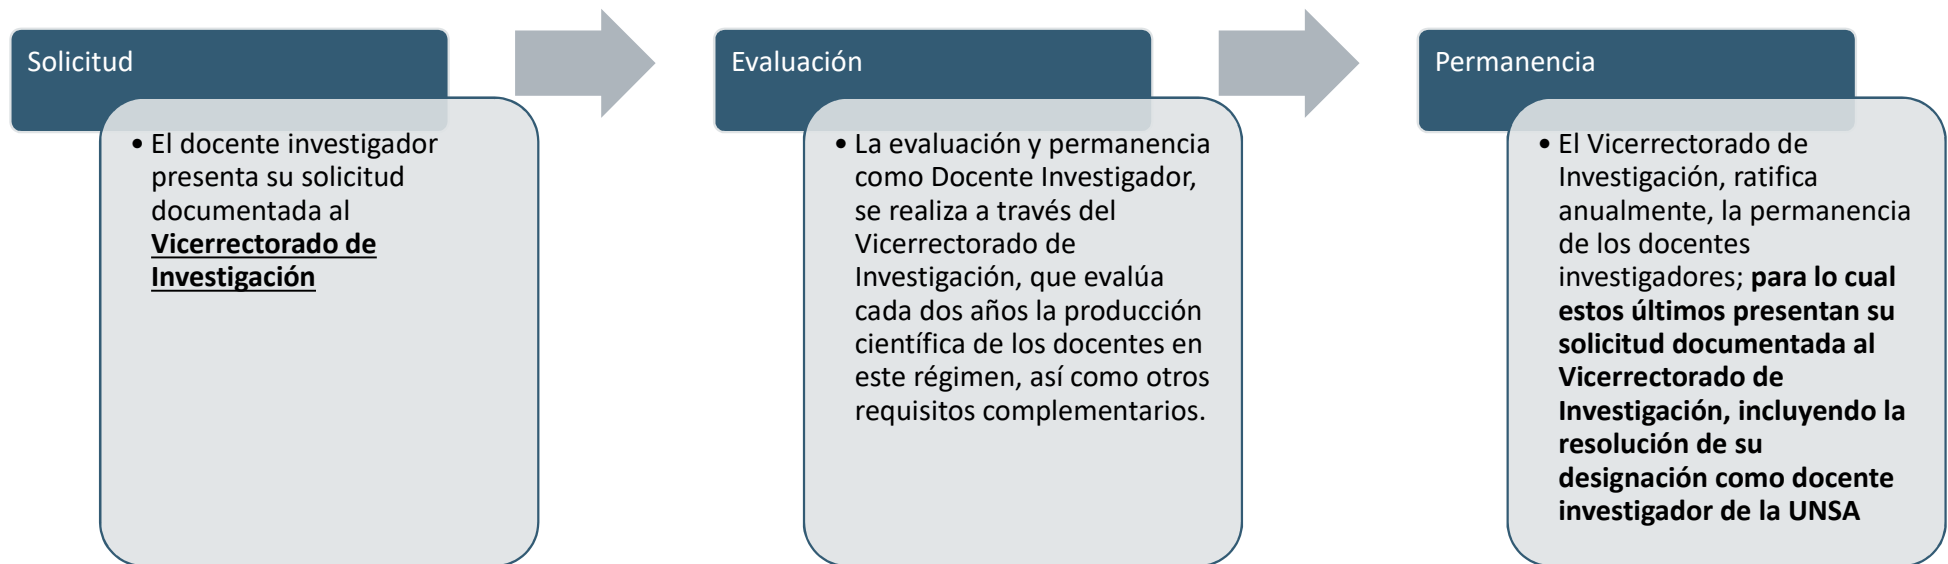 Solicitud
• El docente investigador
presenta su solicitud
documentada al
Vicerrectorado de
Investigación
Evaluación
• La evaluación y permanencia
como Docente Investigador,
se realiza a través del
Vicerrectorado de
Investigación, que evalúa
cada dos años la producción
científica de los docentes en
este régimen, así como otros
requisitos complementarios.
Permanencia
• El Vicerrectorado de
Investigación, ratifica
anualmente, la permanencia
de los docentes
investigadores; para lo cual
estos últimos presentan su
solicitud documentada al
Vicerrectorado de
Investigación, incluyendo la
resolución de su
designación como docente
investigador de la UNSA